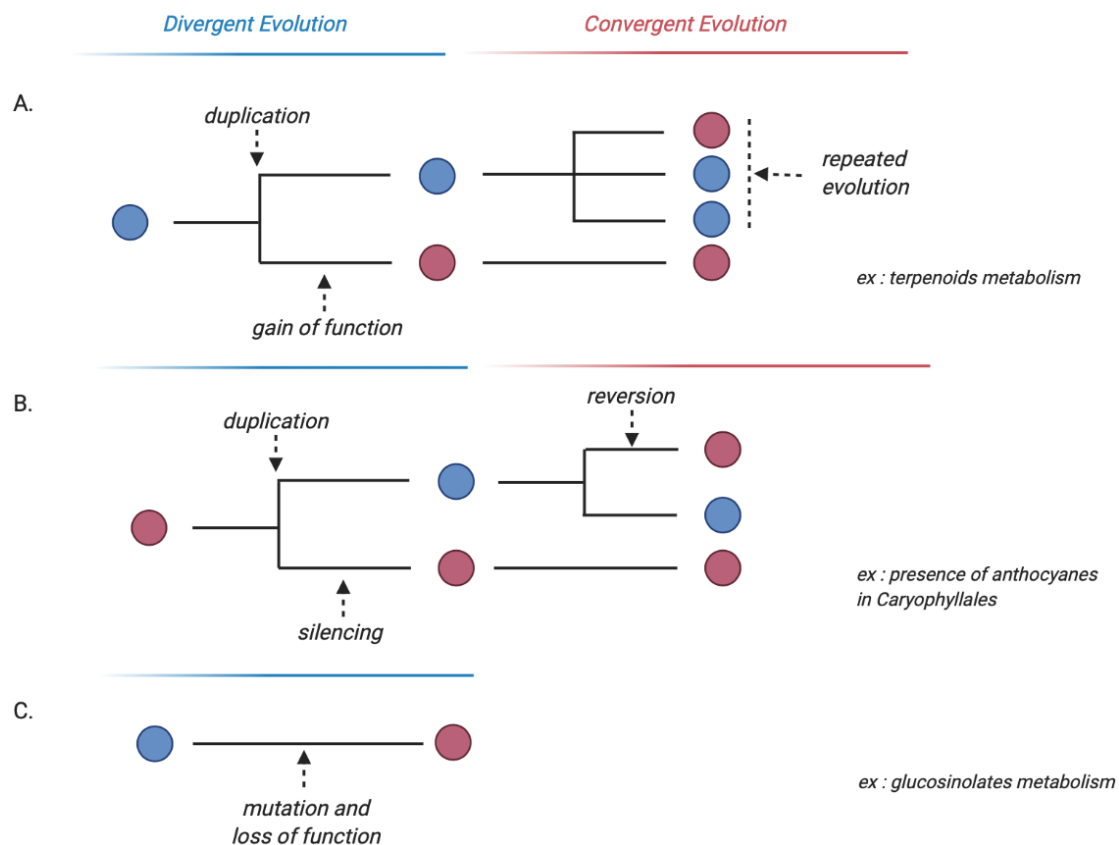 Divergent Evolution
Convergent Evolution
A.
duplication
repeated
evolution
gain of function
ex : terpenoids metabolism
B.
duplication
reversion
silencing
ex : presence of anthocyanes
in Caryophyllales
C.
mutation and
loss of function
ex : glucosinolates metabolism